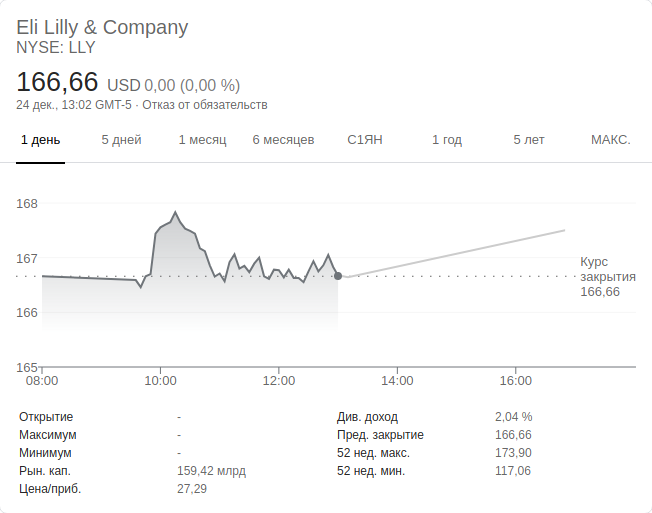 Eli Lilly & Company
NYSE: LLY
166,66 USD 0,00 (0,00 %)
24 дек., 13:02 GMT-5 · Отказ от обязательств
1 день 5 дней 1 месяц 6 месяцев С1ЯН 1 год 5 лет МАКС.
168
167
166
165
Курс
закрытия
166,66
08:00 10:00 12:00 14:00 16:00
Открытие - Див. доход 2,04 %
Максимум - Пред. закрытие 166,66
Минимум - 52 нед. макс. 173,90
Рын. кап. 159,42 млрд 52 нед. мин. 117,06
Цена/приб. 27,29